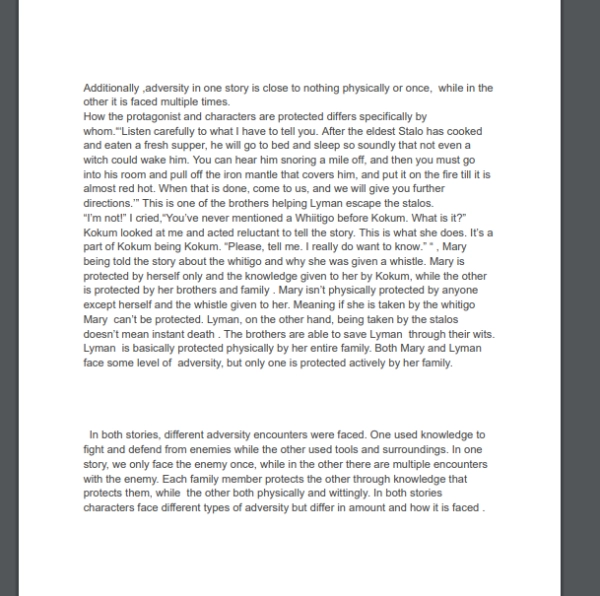 Additionally ,adversity in one story is close to nothing physically or once,  while in the
other it is faced multiple times.
How the protagonist and characters are protected differs specifically by
whom.“‘Listen carefully to what I have to tell you. After the eldest Stalo has cooked
and eaten a fresh supper, he will go to bed and sleep so soundly that not even a
witch could wake him. You can hear him snoring a mile off, and then you must go
into his room and pull off the iron mantle that covers him, and put it on the fire till it is
almost red hot. When that is done, come to us, and we will give you further
directions.’” This is one of the brothers helping Lyman escape the stalos.
“I’m not!” I cried,“You’ve never mentioned a Whiitigo before Kokum. What is it?”
Kokum looked at me and acted reluctant to tell the story. This is what she does. It’s a
part of Kokum being Kokum. “Please, tell me. I really do want to know.” “ , Mary
being told the story about the whitigo and why she was given a whistle. Mary is
protected by herself only and the knowledge given to her by Kokum, while the other
is protected by her brothers and family . Mary isn’t physically protected by anyone
except herself and the whistle given to her. Meaning if she is taken by the whitigo
Mary  can’t be protected. Lyman, on the other hand, being taken by the stalos
doesn’t mean instant death . The brothers are able to save Lyman  through their wits.
Lyman  is basically protected physically by her entire family. Both Mary and Lyman
face some level of  adversity, but only one is protected actively by her family.
In both stories, different adversity encounters were faced. One used knowledge to
fight and defend from enemies while the other used tools and surroundings. In one
story, we only face the enemy once, while in the other there are multiple encounters
with the enemy. Each family member protects the other through knowledge that
protects them, while  the other both physically and wittingly. In both stories
characters face different types of adversity but differ in amount and how it is faced .